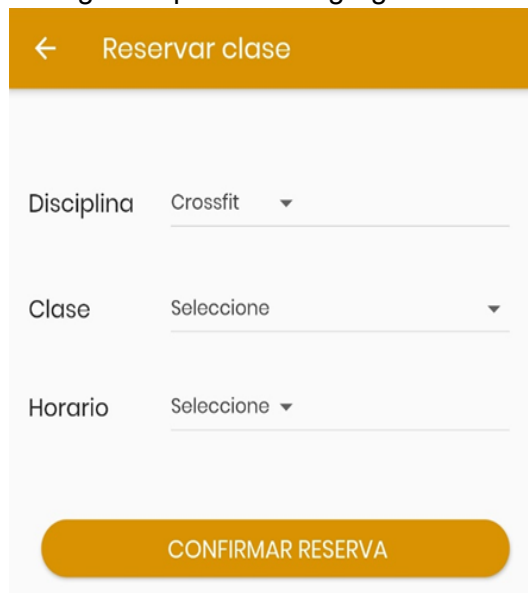 Reservar clase
Disciplina Crossfit
Clase Seleccione
Horario Seleccione
CONFIRMAR RESERVA